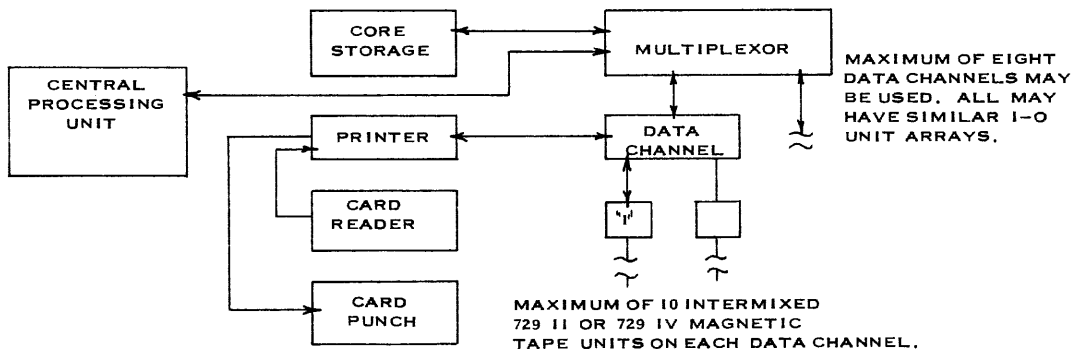 CORE
STORAGE
MULTIPLEXOR
CENTRAL
PROCESSING
UNIT
MAXIMUM OF EIGHT
DATA CHANNELS MAY
BE USED. ALL MAY
HAVE SIMILAR I-O
UNIT ARRAYS.
PRINTER
DATA
CHANNEL
CARD
READER
"I"
CARD
PUNCH
MAXIMUM OF 10 INTERMIXED
729 II OR 729 IV MAGNETIC
TAPE UNITS ON EACH DATA CHANNEL.